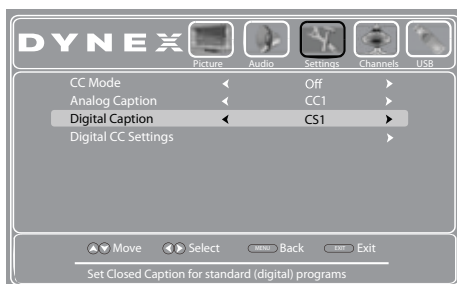 DYNEX
Picture Audio Settings Channels USB
CC Mode Off
Analog Caption CC1
Digital Caption CS1
Digital CC Settings
Move Select MENU Back EXIT Exit
Set Closed Caption for standard (digital) programs